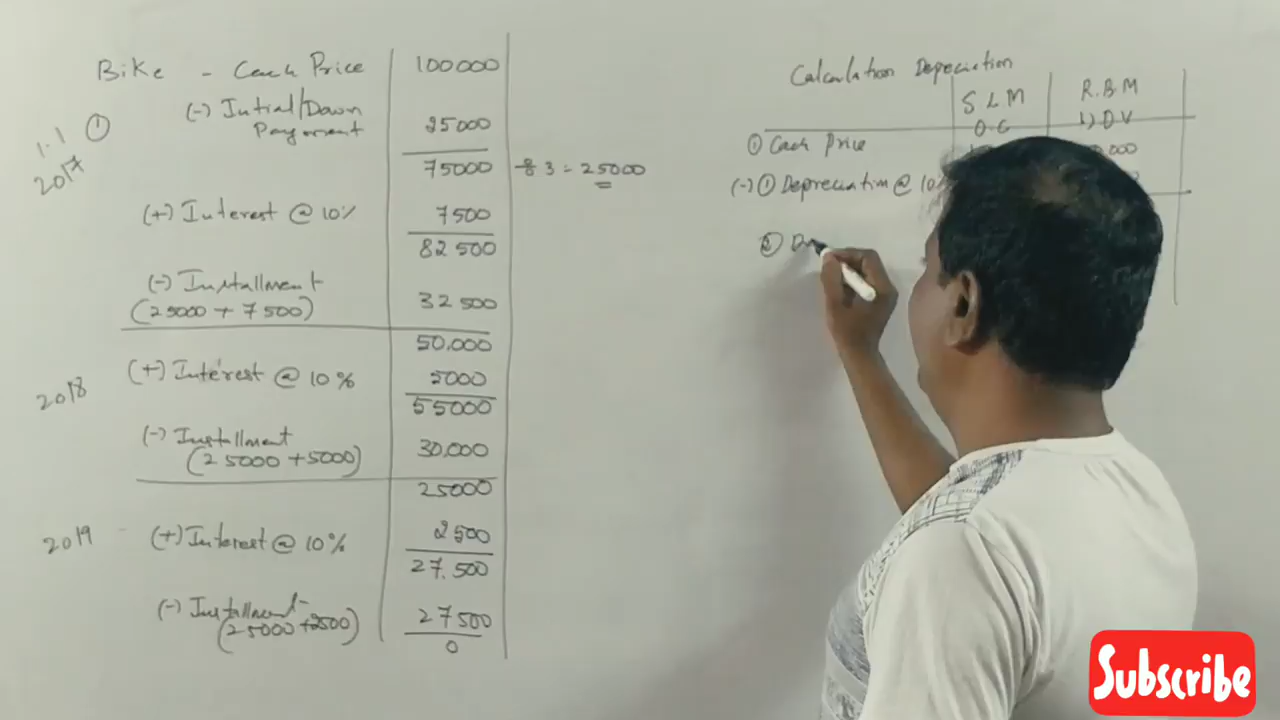 Bike - Cash Price 100000
(-) Intial/Down Payment 25000
1.1 2017 ①
75000 ÷ 3 = 25000
(+) Interest @ 10% 7500
82500
(-) Installment
(25000 + 7500) 32500
50,000
2018 (+) Interest @ 10% 5000
55000
(-) Installment
(25000 + 5000) 30,000
25000
2019 (+) Interest @ 10% 2500
27,500
(-) Installment
(25000 + 2500) 27500
0
Calculation Depreciation
S L M R.B.M
O.C D V
① Cash Price
(-) ① Depreciation @ 10
②
Subscribe